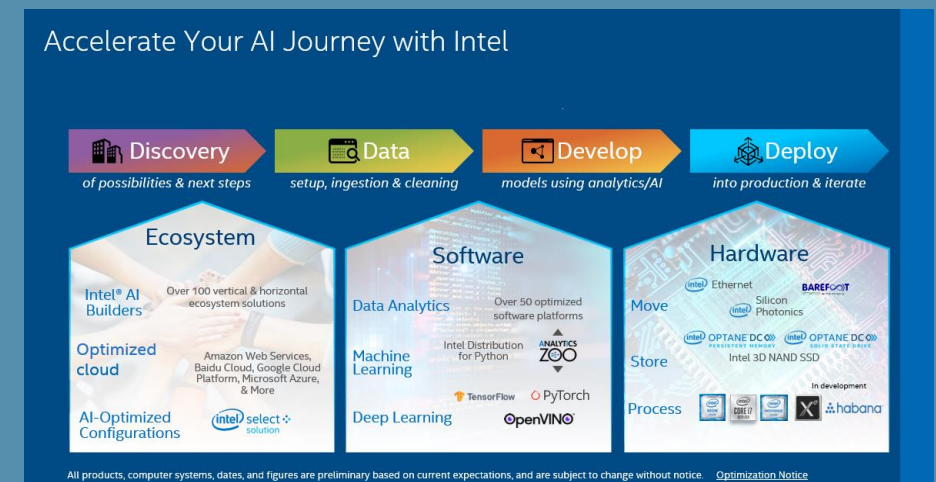 Accelerate Your AI Journey with Intel
Discovery
Data
Develop
Deploy
of possibilities & next steps
setup, ingestion & cleaning
models using analytics/AI
into production & iterate
Ecosystem
Intel® AI
Builders
Over 100 vertical & horizontal
ecosystem solutions
Optimized
cloud
Amazon Web Services,
Baidu Cloud, Google Cloud
Platform, Microsoft Azure,
& More
AI-Optimized
Configurations
intel select
solution
Software
Data Analytics
Over 50 optimized
software platforms
Machine
Learning
Intel Distribution
for Python
ANALYTICS
ZOO
Deep Learning
TensorFlow
PyTorch
OpenVINO
Hardware
Move
intel Ethernet
BAREFOOT
intel Silicon
Photonics
Store
intel OPTANE DC
PERSISTENT MEMORY
intel OPTANE DC
SOLID STATE DRIVE
Intel 3D NAND SSD
Process
CORE i7
In development
Xe
habana
All products, computer systems, dates, and figures are preliminary based on current expectations, and are subject to change without notice. Optimization Notice